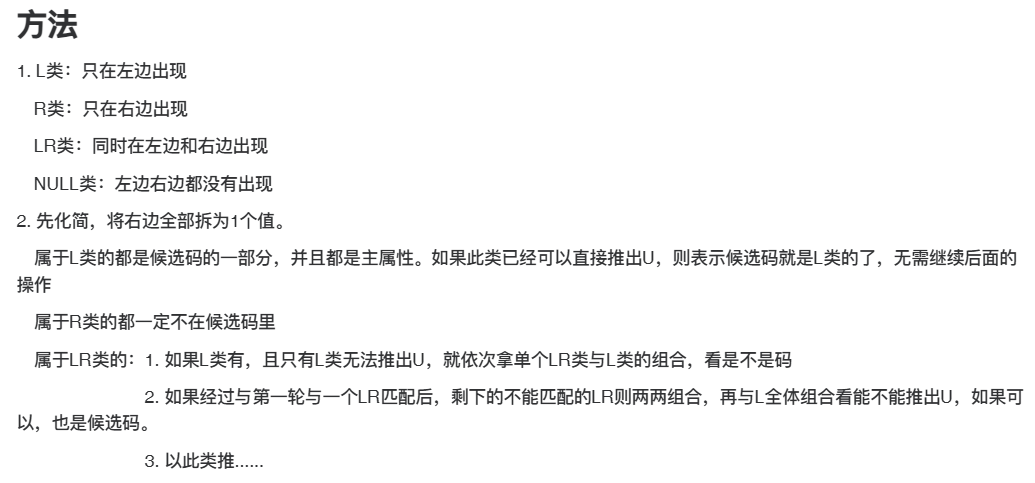 方法
1. L类：只在左边出现
R类：只在右边出现
LR类：同时在左边和右边出现
NULL类：左边右边都没有出现
2. 先化简，将右边全部拆为1个值。
属于L类的都是候选码的一部分，并且都是主属性。如果此类已经可以直接推出U，则表示候选码就是L类的了，无需继续后面的
操作
属于R类的都一定不在候选码里
属于LR类的：1. 如果L类有，且只有L类无法推出U，就依次拿单个LR类与L类的组合，看是不是码
2. 如果经过与第一轮与一个LR匹配后，剩下的不能匹配的LR则两两组合，再与L全体组合看能不能推出U，如果可
以，也是候选码。
3. 以此类推......